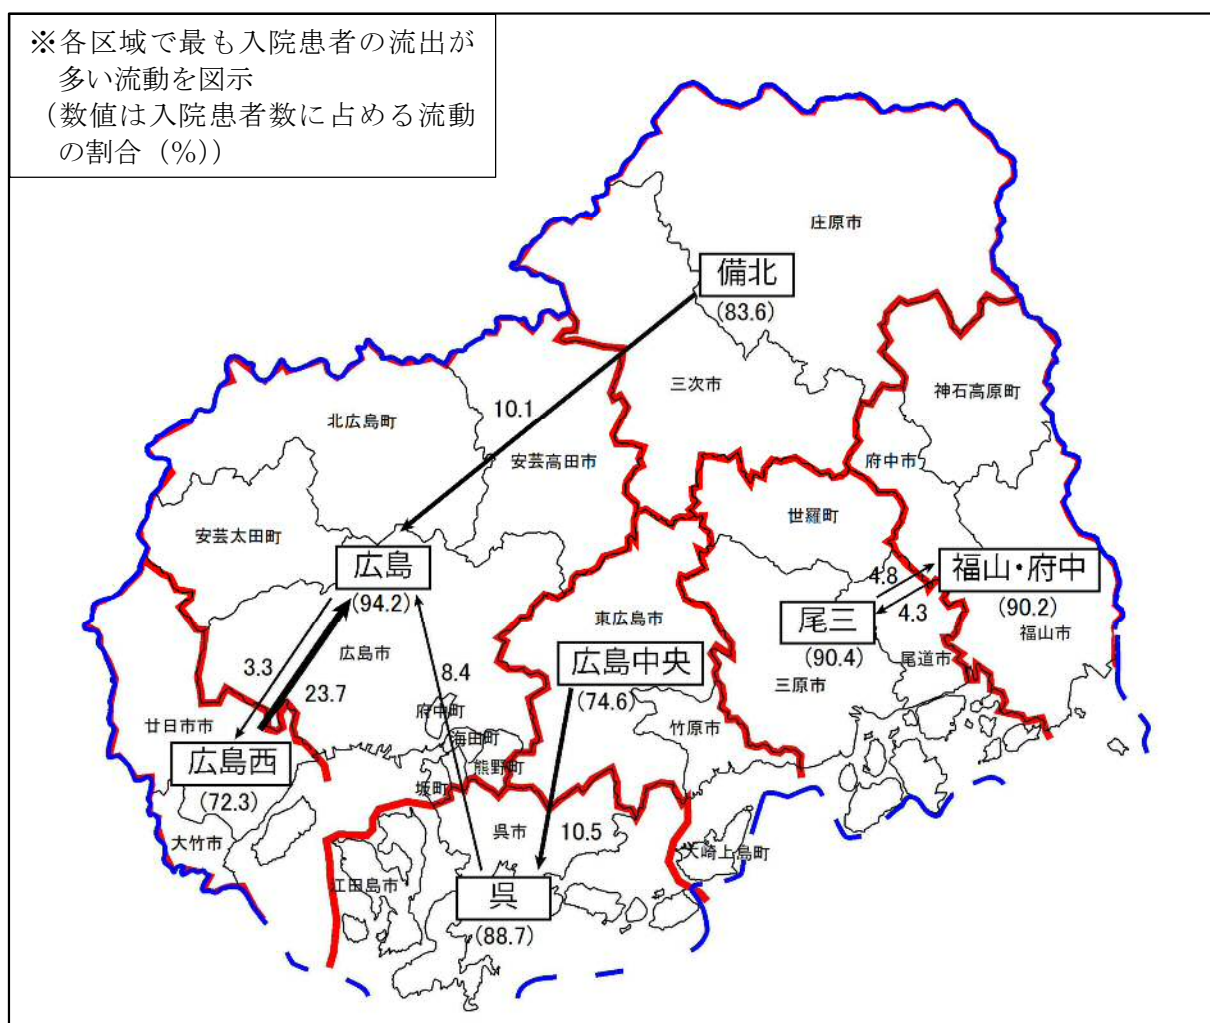 ※各区域で最も入院患者の流出が
多い流動を図示
（数値は入院患者数に占める流動
の割合（%））
庄原市
備北
(83.6)
三次市
神石高原町
10.1
北広島町
安芸高田市
府中市
世羅町
安芸太田町
広島
(94.2)
4.8
福山・府中
(90.2)
4.3
尾三
(90.4)
福山市
東広島市
尾道市
広島市
広島中央
(74.6)
三原市
3.3
23.7
8.4
府中町
竹原市
廿日市市
海田町
広島西
(72.3)
熊野町
坂町
呉市
10.5
大竹市
大崎上島町
江田島市
呉
(88.7)